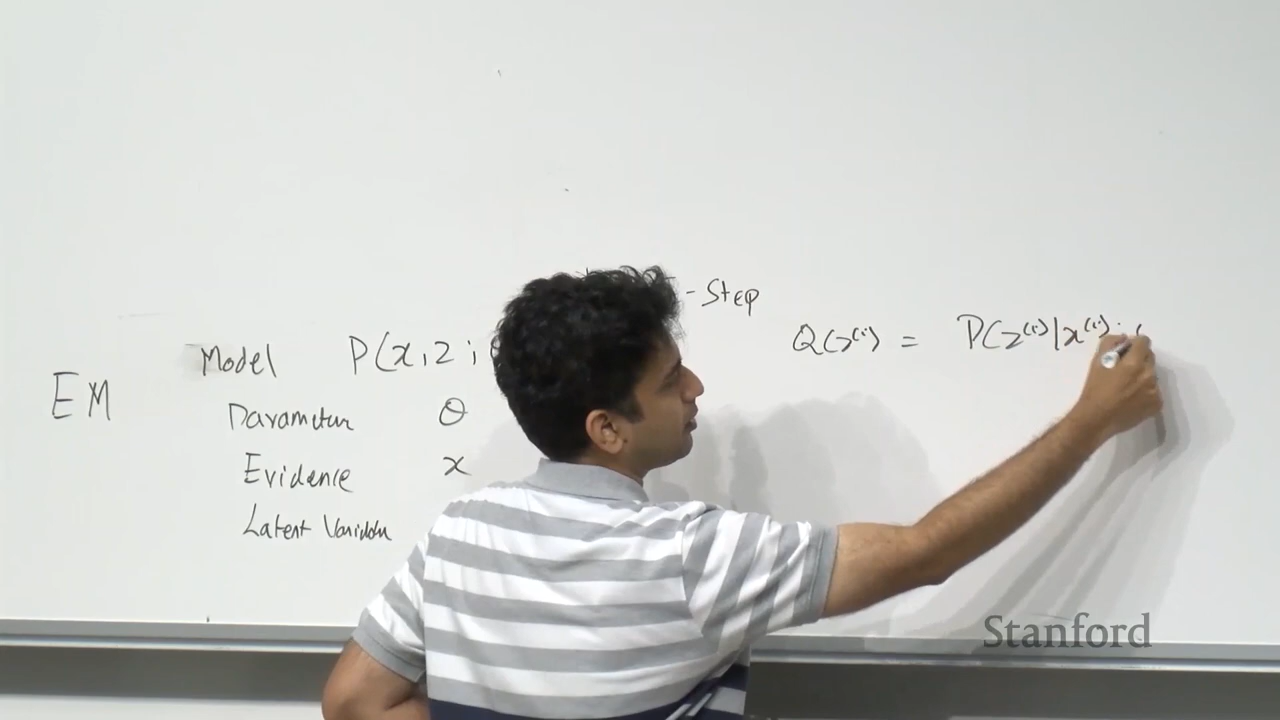 -Step
Q(z⁽ⁱ⁾) = P(z⁽ⁱ⁾|x⁽ⁱ⁾;
Model P(x,z;
EM
Parameter θ
Evidence x
Latent Variable
Stanford